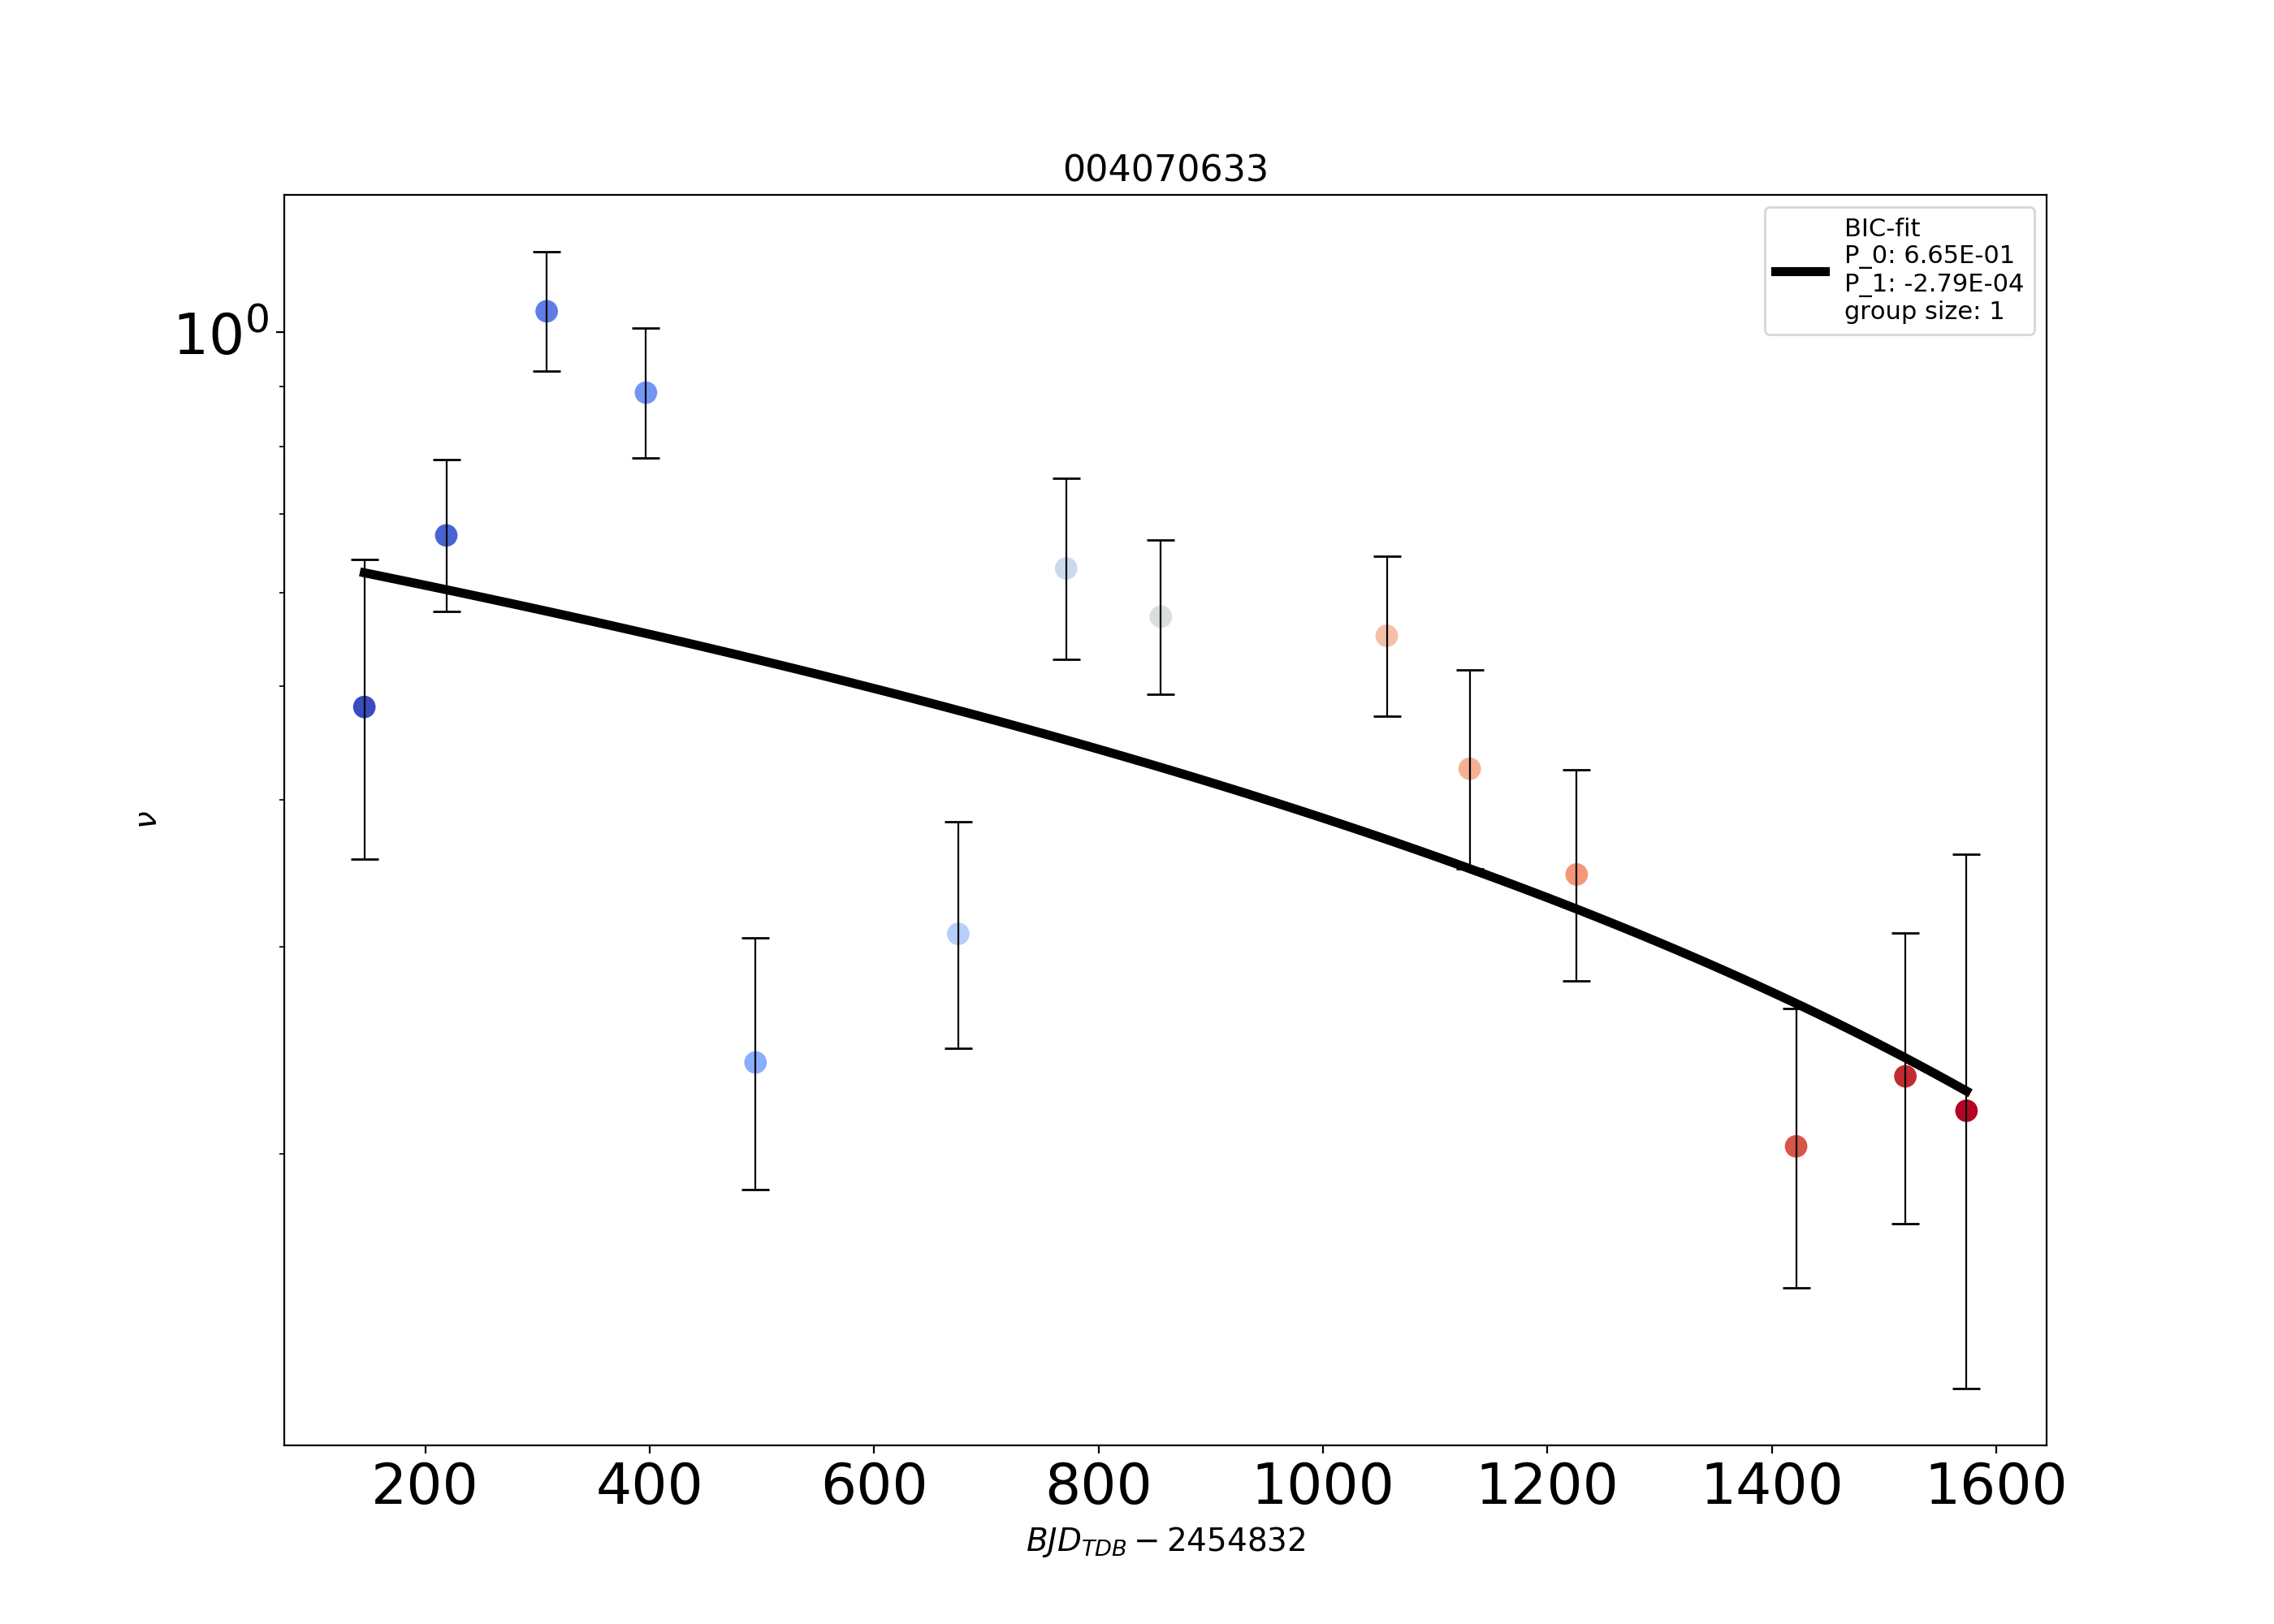 004070633
BIC-fit
P_0: 6.65E-01
P_1: -2.79E-04
group size: 1
10⁰
ν
200 400 600 800 1000 1200 1400 1600
BJD_TDB − 2454832